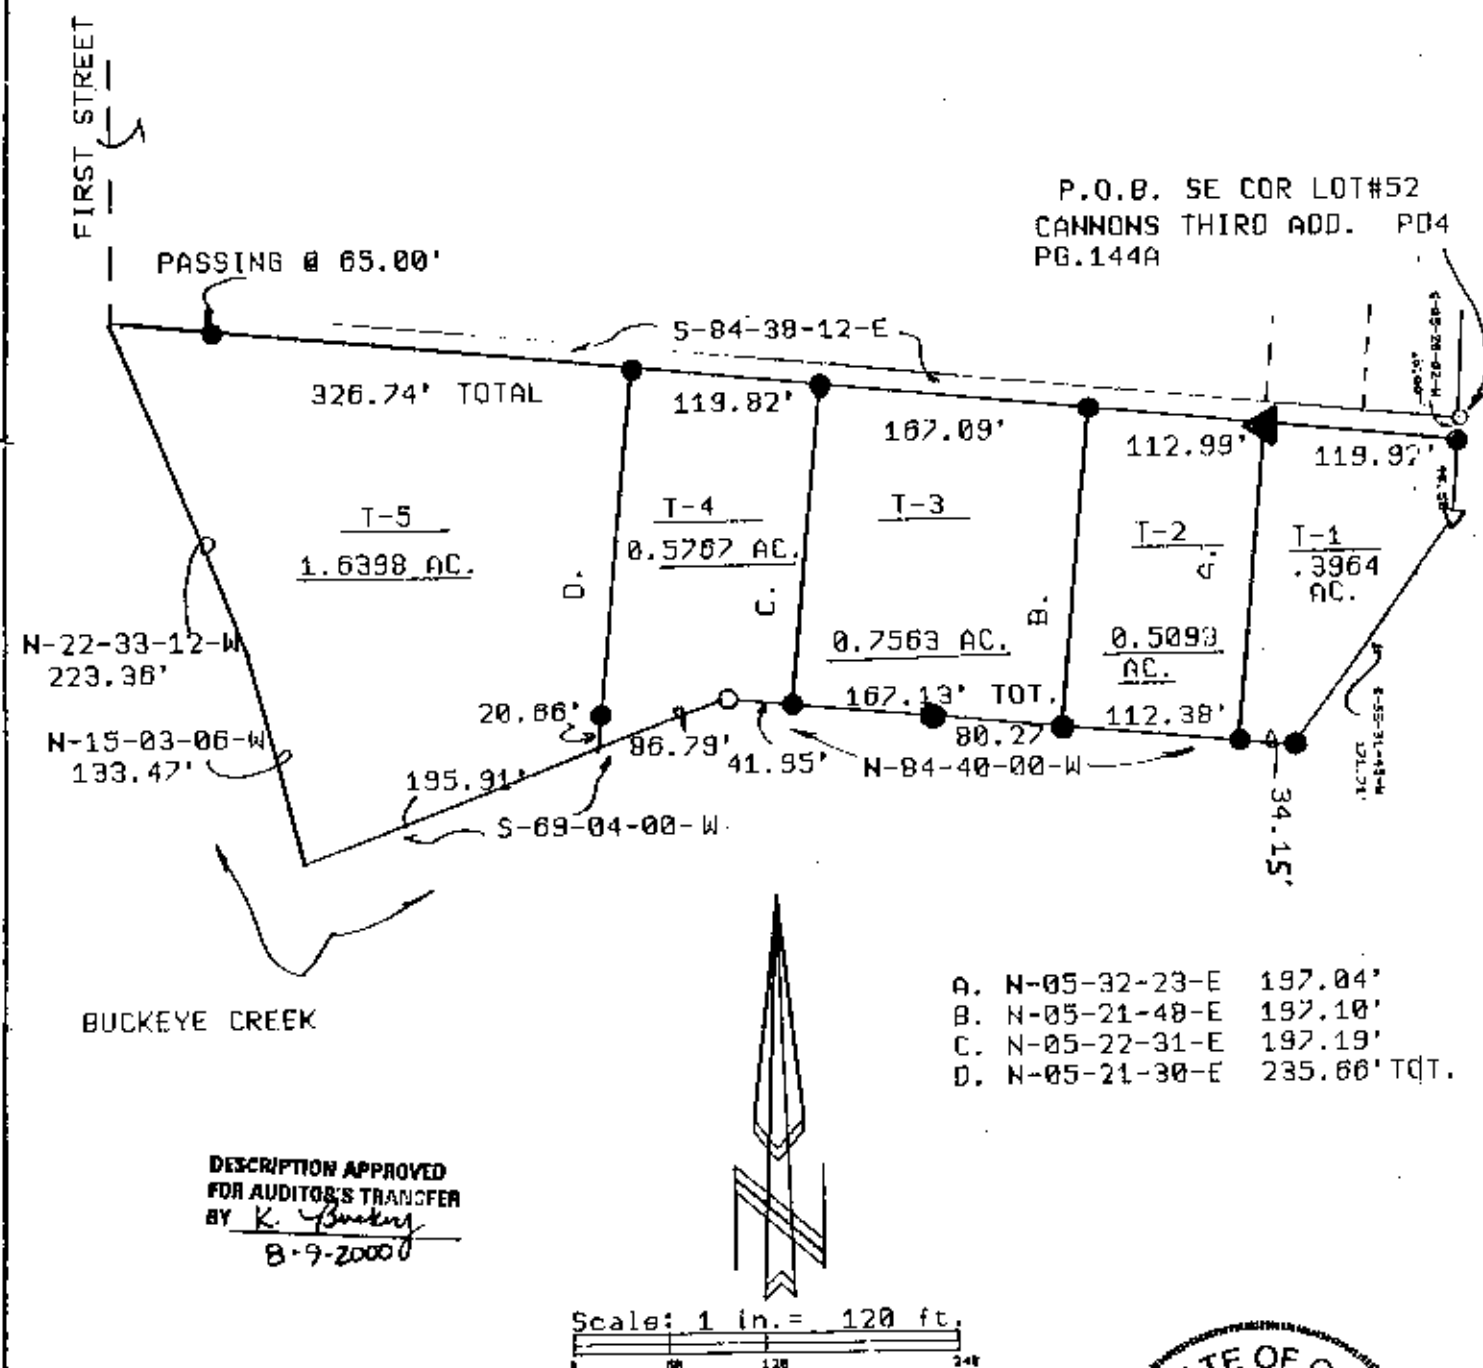 FIRST STREET
P.O.B. SE COR LOT#52
CANNONS THIRD ADD. PD4
PG.144A
PASSING @ 65.00'
S-84-38-12-E
326.74' TOTAL
119.82'
167.09'
112.99'
119.92'
T-5
1.6398 AC.
T-4
0.5767 AC.
T-3
0.7563 AC.
T-2
0.5093
AC.
T-1
.3964
AC.
D.
C.
B.
A.
N-22-33-12-W
223.36'
N-15-03-06-W
133.47'
20.66'
96.79'
195.91'
S-69-04-00-W
41.95'
167.13' TOT.
80.27
112.38'
N-84-40-00-W
34.15'
BUCKEYE CREEK
A. N-05-32-23-E 197.04'
B. N-05-21-48-E 197.10'
C. N-05-22-31-E 197.19'
D. N-05-21-30-E 235.66' TOT.
DESCRIPTION APPROVED
FOR AUDITOR'S TRANSFER
BY K.
8-9-2000
Scale: 1 in.= 120 ft.
120
240